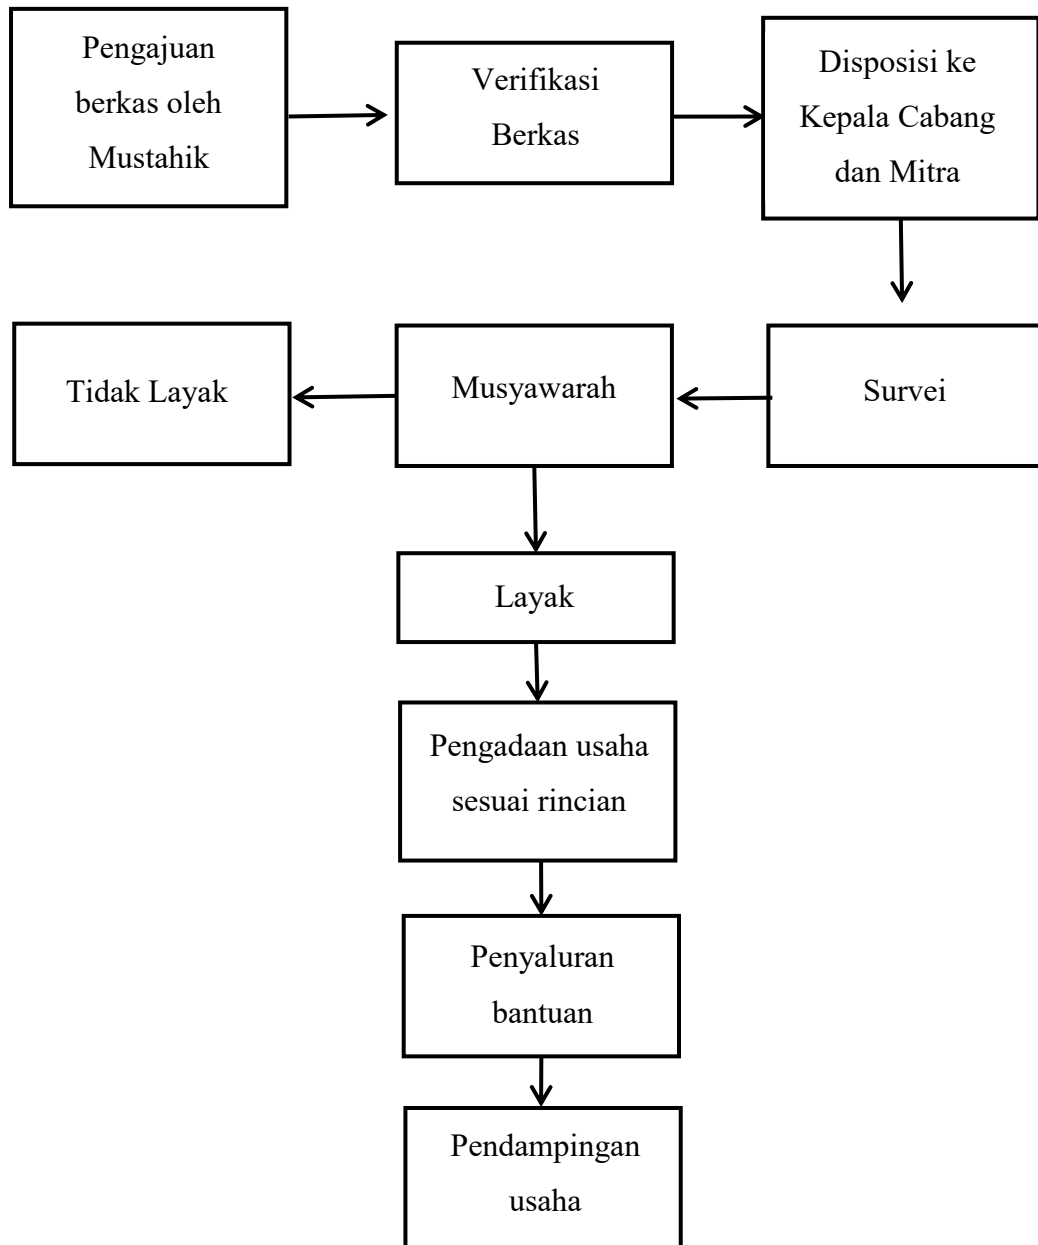 Pengajuan
berkas oleh
Mustahik
Verifikasi
Berkas
Disposisi ke
Kepala Cabang
dan Mitra
Tidak Layak
Musyawarah
Survei
Layak
Pengadaan usaha
sesuai rincian
Penyaluran
bantuan
Pendampingan
usaha